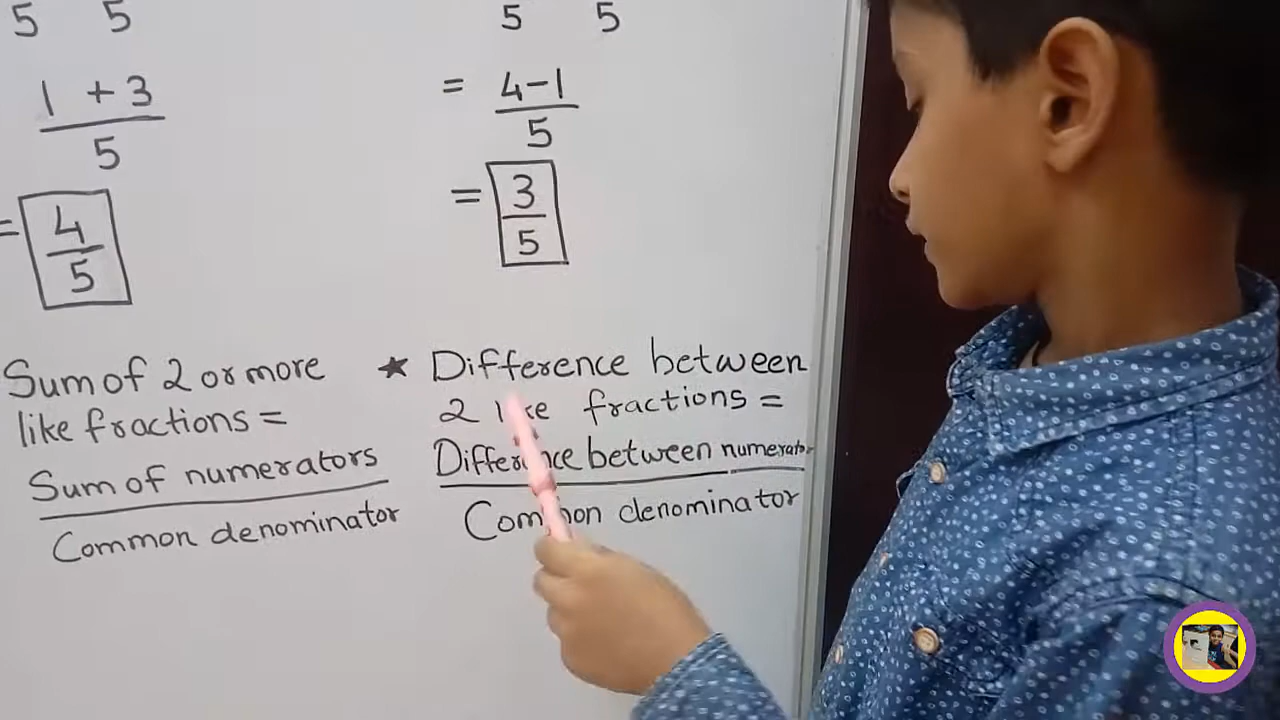 5 5
1 + 3
5
= 4
5
5 5
= 4 - 1
5
= 3
5
Sum of 2 or more
like fractions =
Sum of numerators
Common denominator
★ Difference between
2 like fractions =
Difference between numerator
Common denominator